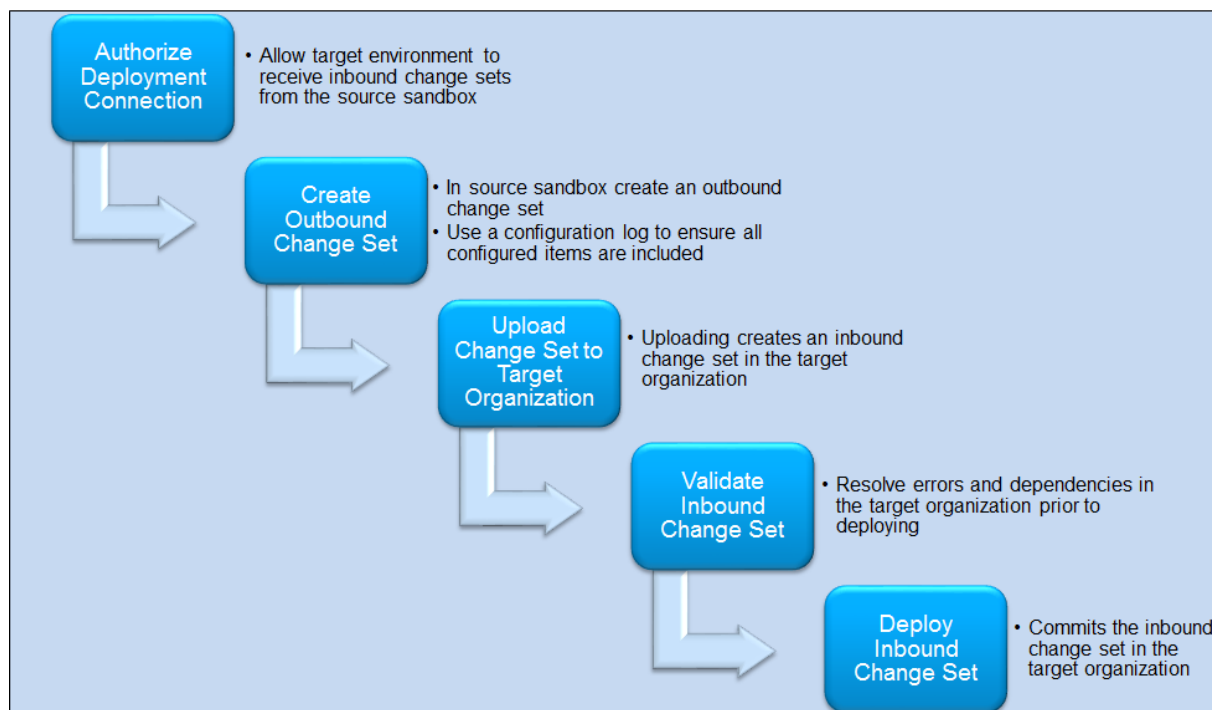 Authorize
Deployment
Connection
• Allow target environment to
receive inbound change sets
from the source sandbox
Create
Outbound
Change Set
• In source sandbox create an outbound
change set
• Use a configuration log to ensure all
configured items are included
Upload
Change Set to
Target
Organization
• Uploading creates an inbound
change set in the target
organization
Validate
Inbound
Change Set
• Resolve errors and dependencies in
the target organization prior to
deploying
Deploy
Inbound
Change Set
• Commits the inbound
change set in the
target organization